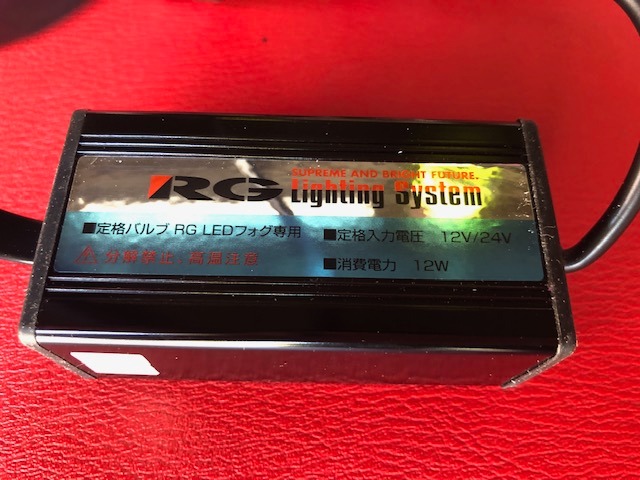 RG
SUPREME AND BRIGHT FUTURE.
Lighting System
■定格バルブ RG LEDフォグ専用
■定格入力電圧 12V/24V
⚠ 分解禁止・高温注意
■消費電力 12W